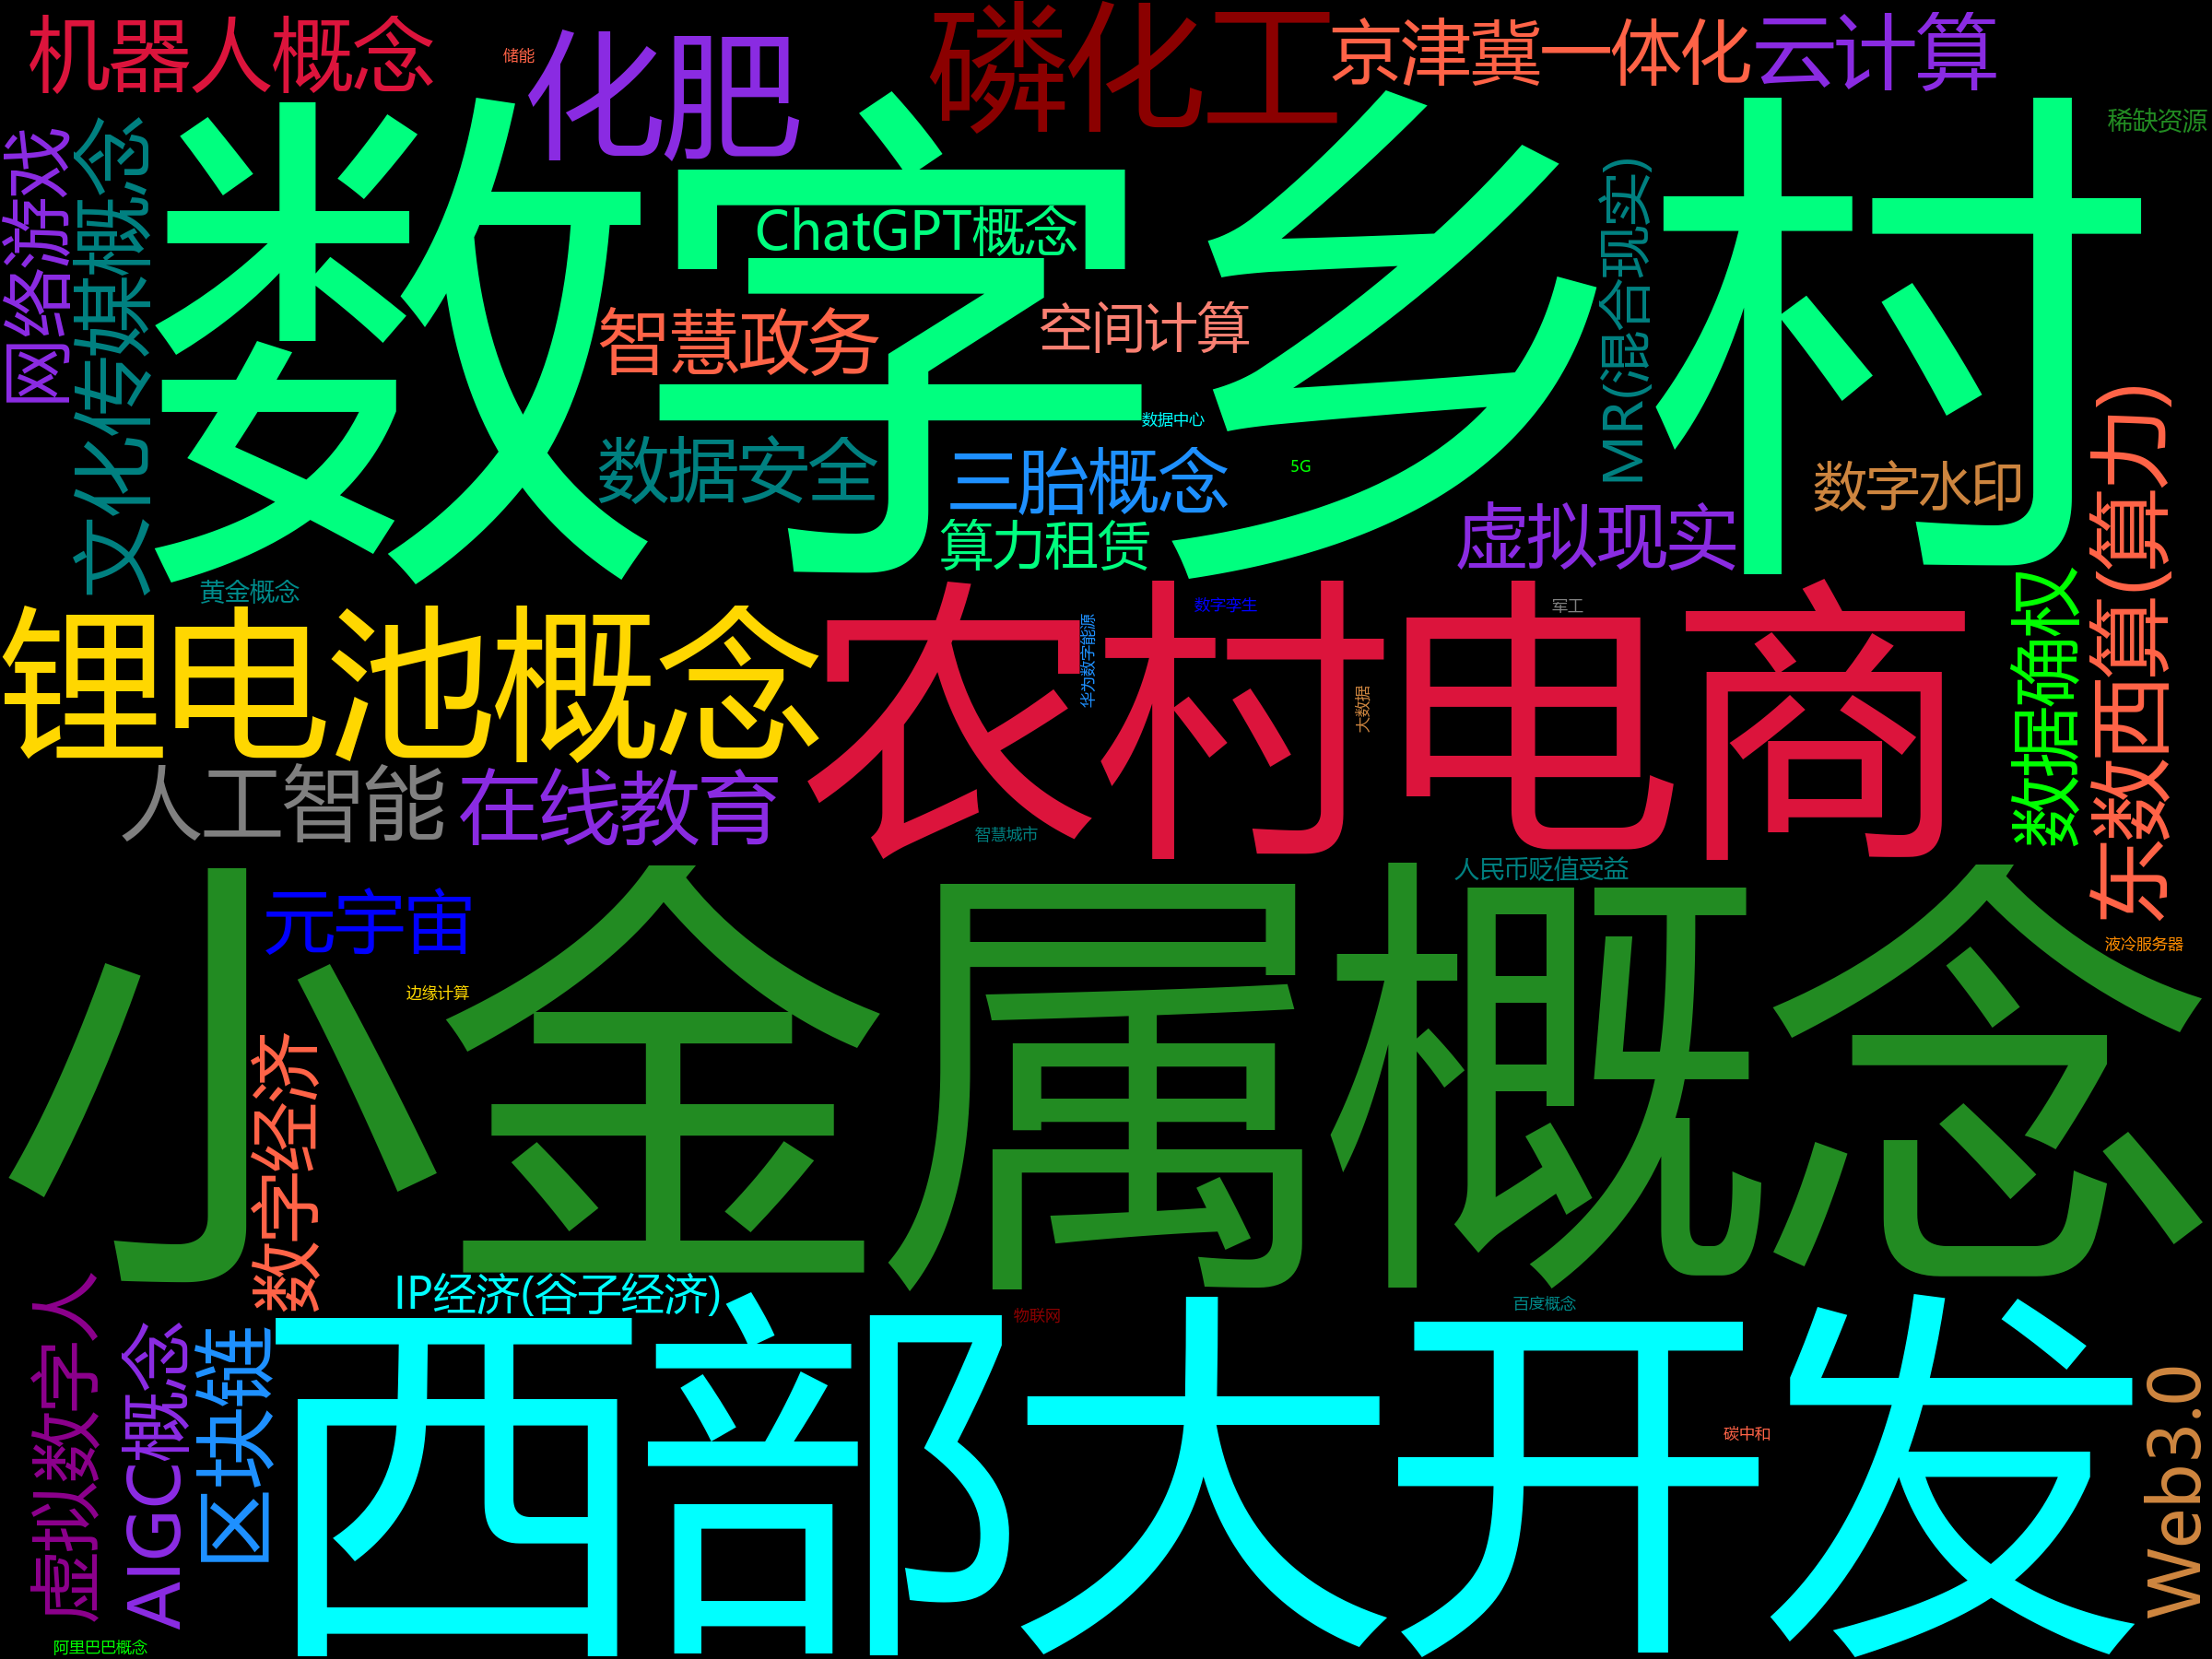 机器人概念
储能
化肥
磷化工
京津冀一体化
云计算
稀缺资源
网络游戏
文化传媒概念
数字乡村
ChatGPT概念
智慧政务
空间计算
MR(混合现实)
数据中心
数据安全
三胎概念
5G
数字水印
算力租赁
虚拟现实
东数西算(算力)
黄金概念
数字孪生
军工
锂电池概念
农村电商
华为数字能源
大数据
数据确权
人工智能
在线教育
智慧城市
人民币贬值受益
小金属概念
元宇宙
液冷服务器
边缘计算
数字经济
IP经济(谷子经济)
物联网
百度概念
虚拟数字人
AIGC概念
区块链
西部大开发
碳中和
Web3.0
阿里巴巴概念